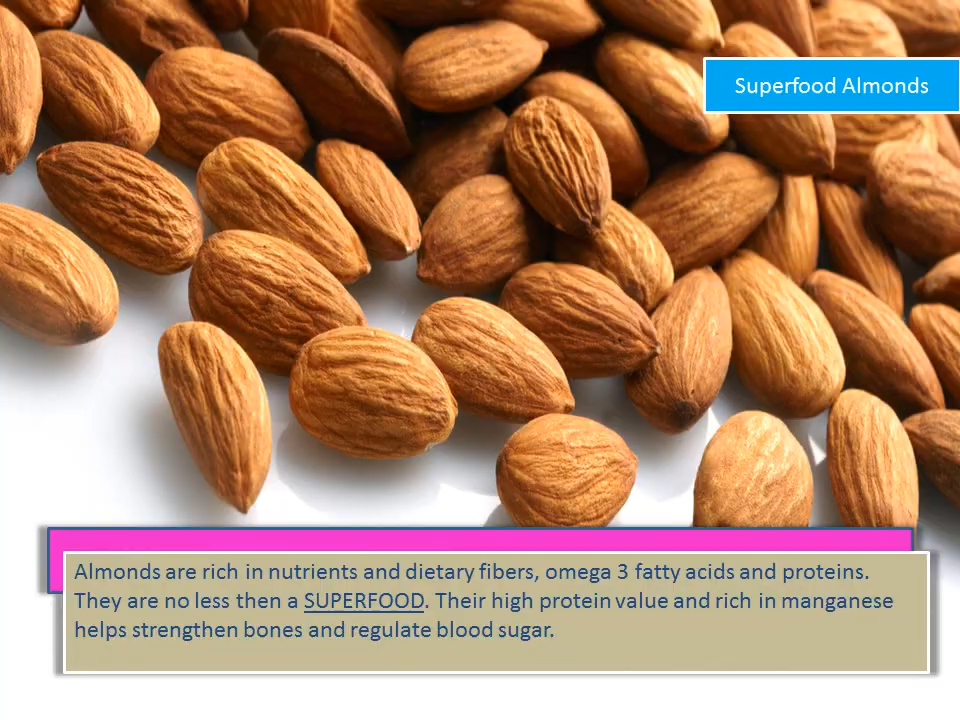 Superfood Almonds
Almonds are rich in nutrients and dietary fibers, omega 3 fatty acids and proteins.
They are no less then a SUPERFOOD. Their high protein value and rich in manganese
helps strengthen bones and regulate blood sugar.